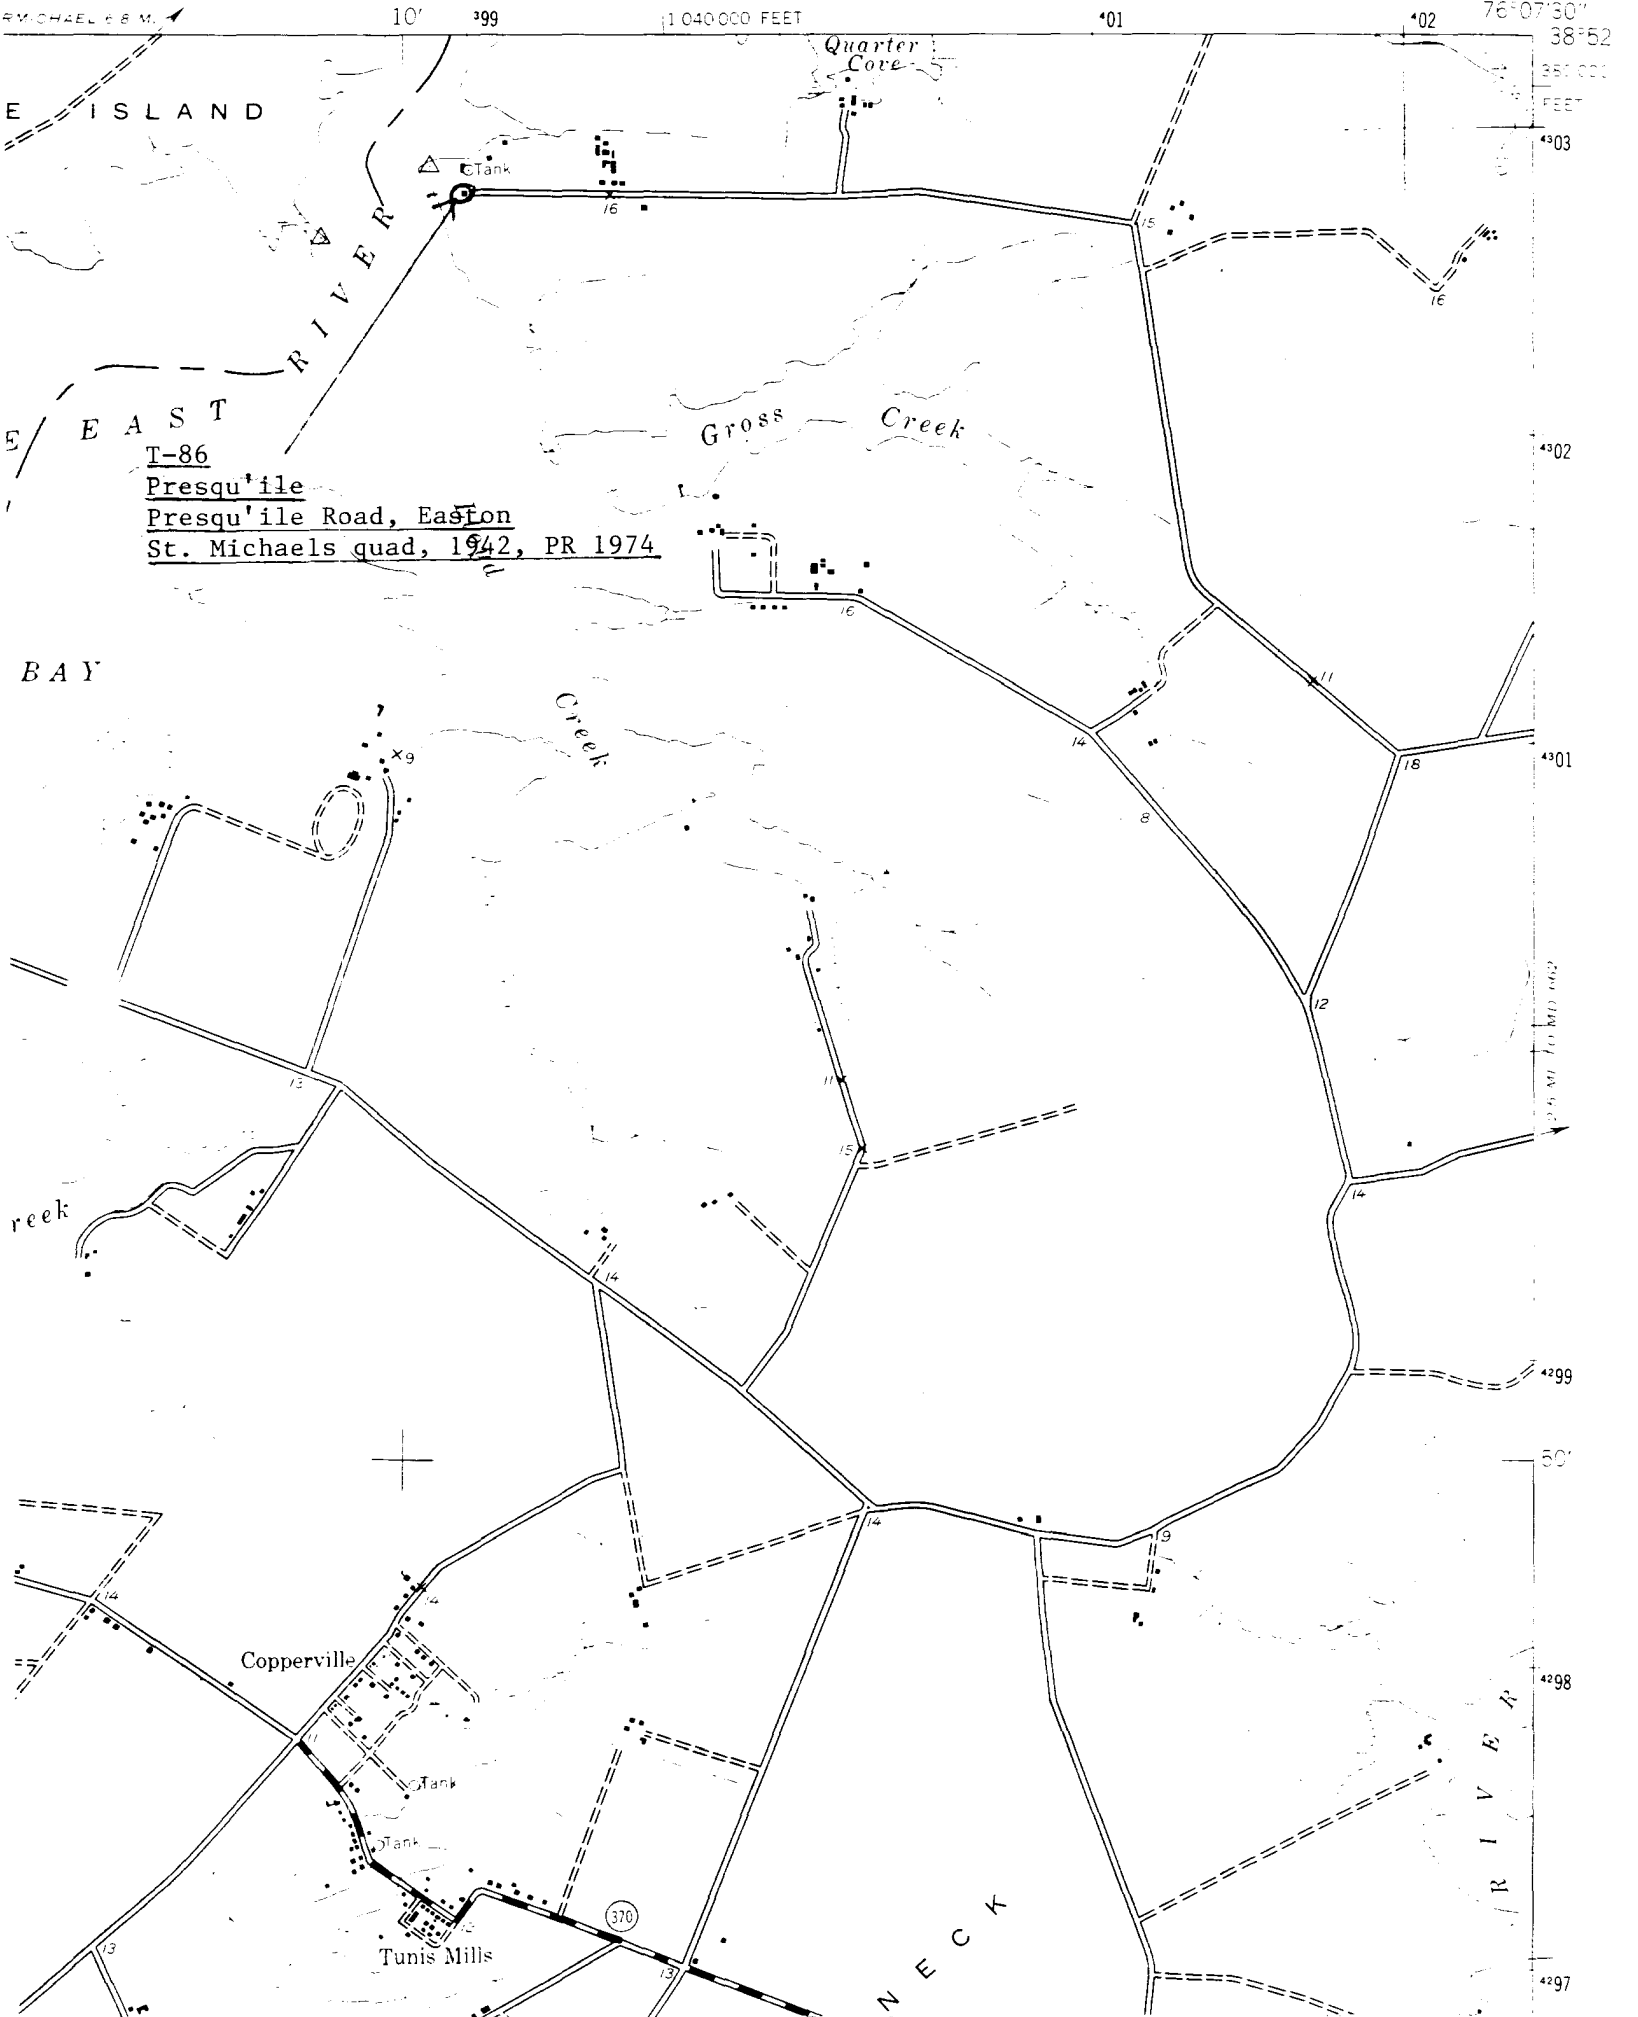 10' 399 1 040 000 FEET 401 402 76°07'30"
38°52
Quarter
Cove
FEET
E ISLAND
4303
Tank
16
15
16
RIVER
EAST
E
Gross Creek
4302
T-86
Presqu'ile
Presqu'ile Road, Easton
St. Michaels quad, 1942, PR 1974
16
BAY
11
Creek
14
9
18
4301
8
12
13
11
15
14
reek
14
4299
50'
14
9
14
14
Copperville
4298
11
Tank
Tank
RIVER
370
12
Tunis Mills
13
13
NECK
4297